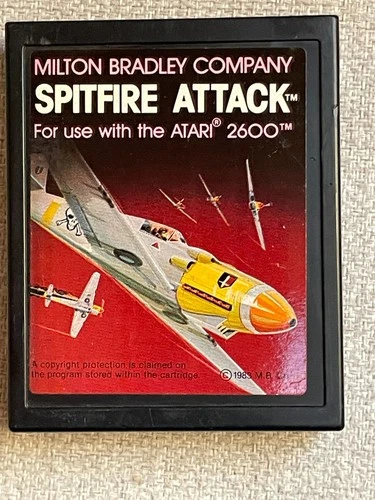 MILTON BRADLEY COMPANY
SPITFIRE ATTACK™
For use with the ATARI® 2600™
A copyright protection is claimed on
the program stored within the cartridge.
© 1983 M.B. Co.